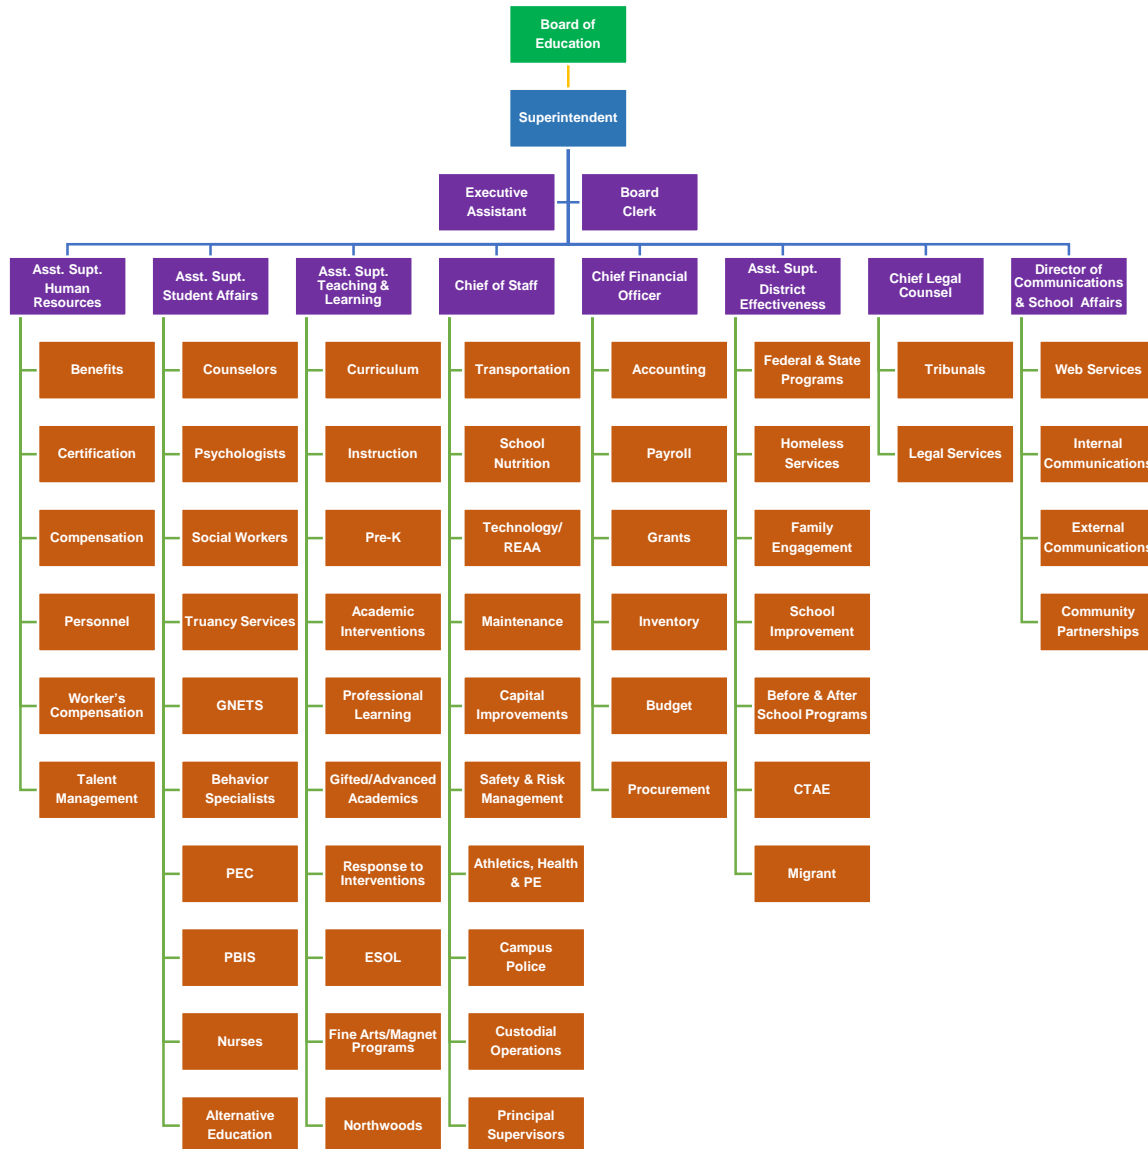 Board of
Education
Superintendent
Executive
Assistant
Board
Clerk
Asst. Supt.
Human
Resources
Asst. Supt.
Student Affairs
Asst. Supt.
Teaching &
Learning
Chief of Staff
Chief Financial
Officer
Asst. Supt.
District
Effectiveness
Chief Legal
Counsel
Director of
Communications
& School Affairs
Benefits
Certification
Compensation
Personnel
Worker's
Compensation
Talent
Management
Counselors
Psychologists
Social Workers
Truancy Services
GNETS
Behavior
Specialists
PEC
PBIS
Nurses
Alternative
Education
Curriculum
Instruction
Pre-K
Academic
Interventions
Professional
Learning
Gifted/Advanced
Academics
Response to
Interventions
ESOL
Fine Arts/Magnet
Programs
Northwoods
Transportation
School
Nutrition
Technology/
REAA
Maintenance
Capital
Improvements
Safety & Risk
Management
Athletics, Health
& PE
Campus
Police
Custodial
Operations
Principal
Supervisors
Accounting
Payroll
Grants
Inventory
Budget
Procurement
Federal & State
Programs
Homeless
Services
Family
Engagement
School
Improvement
Before & After
School Programs
CTAE
Migrant
Tribunals
Legal Services
Web Services
Internal
Communications
External
Communications
Community
Partnerships